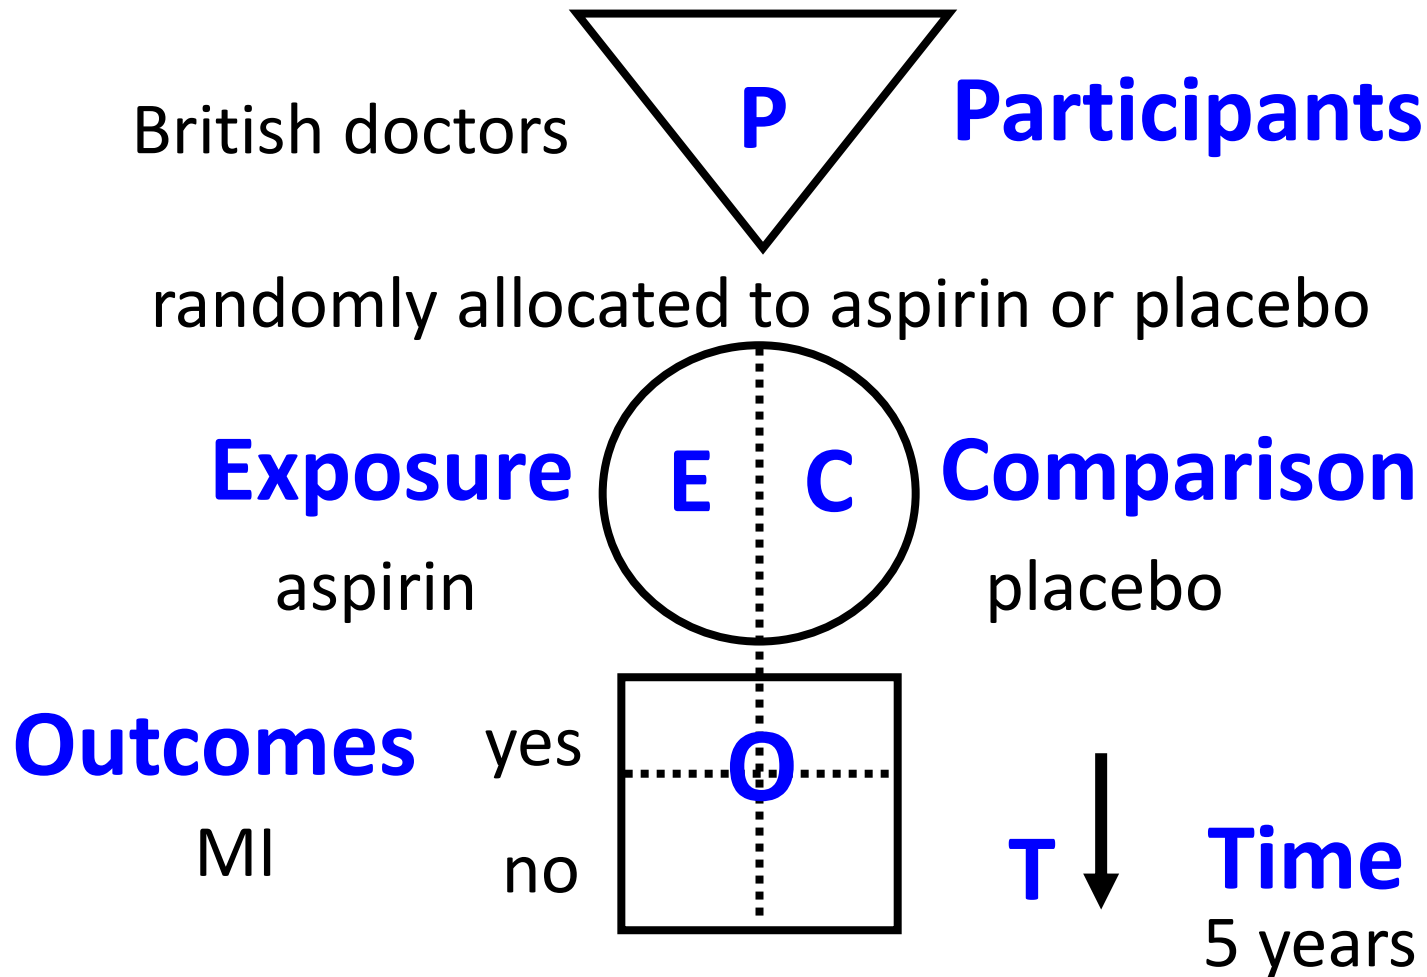 P
Participants
British doctors
randomly allocated to aspirin or placebo
Exposure
E
C
Comparison
aspirin
placebo
Outcomes
yes
O
MI
no
T
Time
5 years